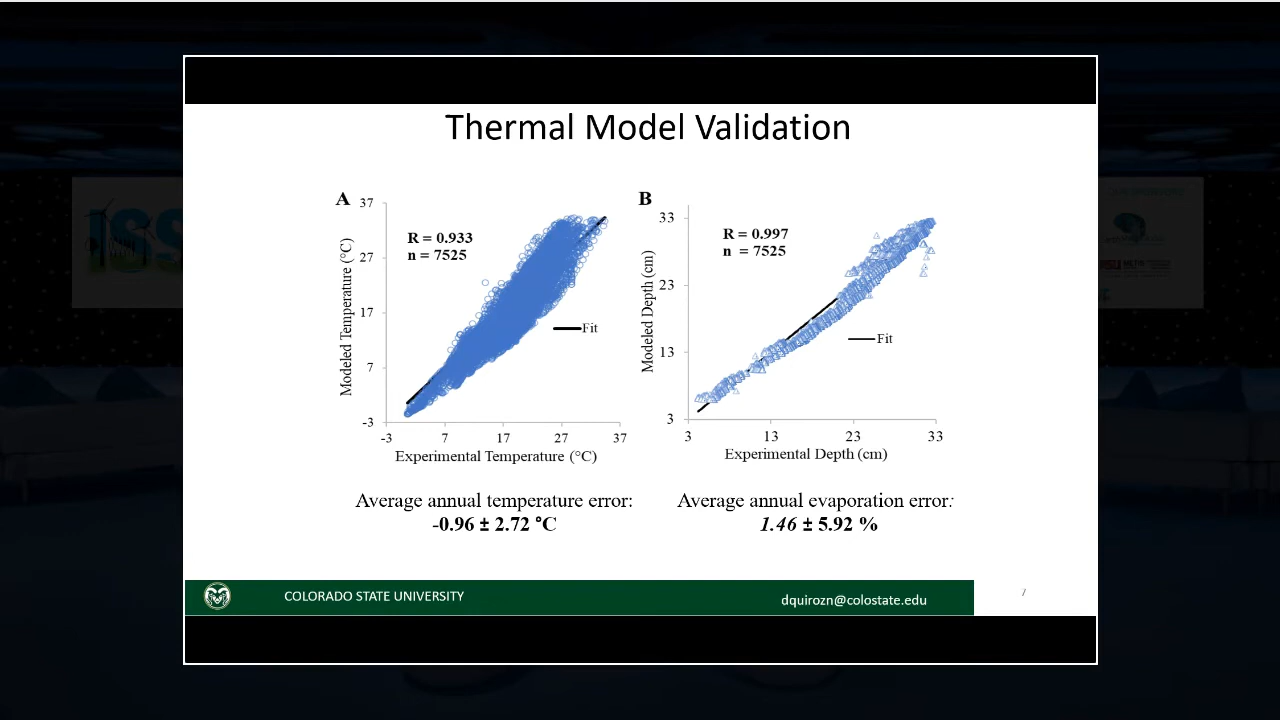 Thermal Model Validation
A
37
27
17
7
-3
-3 7 17 27 37
Modeled Temperature (°C)
Experimental Temperature (°C)
R = 0.933
n = 7525
Fit
B
33
23
13
3
3 13 23 33
Modeled Depth (cm)
Experimental Depth (cm)
R = 0.997
n = 7525
Fit
Average annual temperature error:
-0.96 ± 2.72 °C
Average annual evaporation error:
1.46 ± 5.92 %
COLORADO STATE UNIVERSITY
dquirozn@colostate.edu
7